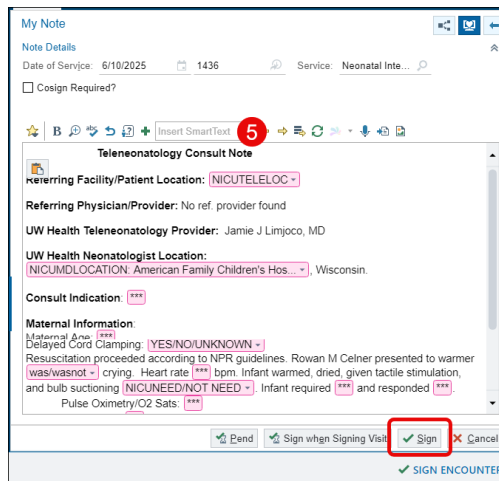 My Note
Note Details
Date of Service: 6/10/2025 1436 Service: Neonatal Inte...
Cosign Required?
B Insert SmartText 5
Teleneonatology Consult Note
Referring Facility/Patient Location: NICUTELELOC
Referring Physician/Provider: No ref. provider found
UW Health Teleneonatology Provider: Jamie J Limjoco, MD
UW Health Neonatologist Location:
NICUMDLOCATION: American Family Children's Hos... , Wisconsin.
Consult Indication: ***
Maternal Information:
Maternal Age: ***
Delayed Cord Clamping: YES/NO/UNKNOWN
Resuscitation proceeded according to NPR guidelines. Rowan M Celner presented to warmer
was/wasnot crying. Heart rate *** bpm. Infant warmed, dried, given tactile stimulation,
and bulb suctioning NICUNEED/NOT NEED . Infant required *** and responded ***.
Pulse Oximetry/O2 Sats: ***
Pend Sign when Signing Visit Sign Cancel
SIGN ENCOUNTER